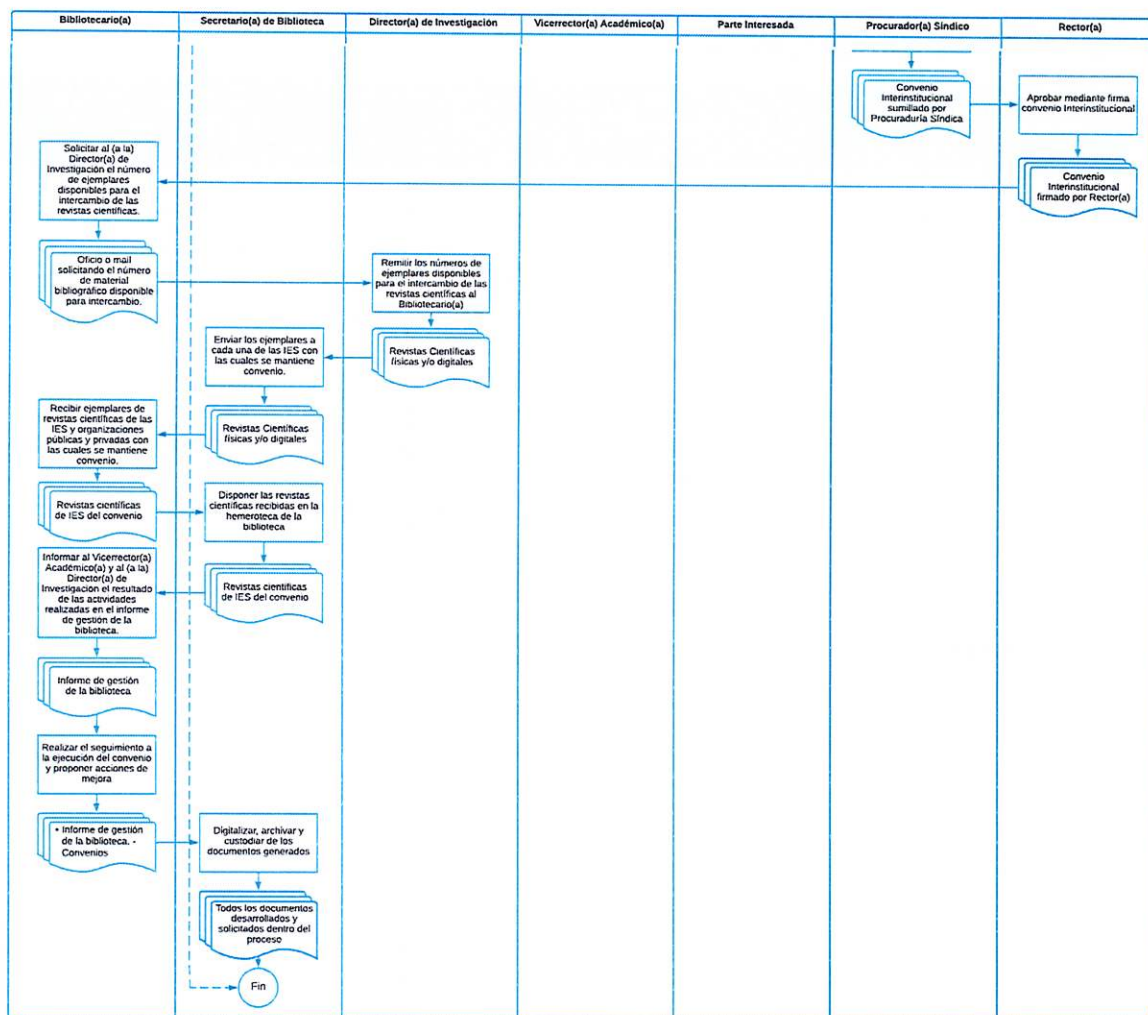 Bibliotecario(a)
Secretario(a) de Biblioteca
Director(a) de Investigación
Vicerrector(a) Académico(a)
Parte Interesada
Procurador(a) Síndico
Rector(a)
Convenio
Interinstitucional
sumillado por
Procuraduría Síndica
Aprobar mediante firma
convenio Interinstitucional
Solicitar al (a la)
Director(a) de
Investigación el número
de ejemplares
disponibles para el
intercambio de las
revistas científicas.
Convenio
Interinstitucional
firmado por Rector(a)
Oficio o mail
solicitando el número
de material
bibliográfico disponible
para intercambio.
Remitir los números de
ejemplares disponibles
para el intercambio de las
revistas científicas al
Bibliotecario(a)
Enviar los ejemplares a
cada una de las IES con
las cuales se mantiene
convenio.
Revistas Científicas
físicas y/o digitales
Recibir ejemplares de
revistas científicas de las
IES y organizaciones
públicas y privadas con
las cuales se mantiene
convenio.
Revistas Científicas
físicas y/o digitales
Revistas científicas
de IES del convenio
Disponer las revistas
científicas recibidas en la
hemeroteca de la
biblioteca
Informar al Vicerrector(a)
Académico(a) y al (a la)
Director(a) de
Investigación el resultado
de las actividades
realizadas en el informe
de gestión de la
biblioteca.
Revistas científicas
de IES del convenio
Informe de gestión
de la biblioteca
Realizar el seguimiento a
la ejecución del convenio
y proponer acciones de
mejora
• Informe de gestión
de la biblioteca. -
Convenios
Digitalizar, archivar y
custodiar de los
documentos generados
Todos los documentos
desarrollados y
solicitados dentro del
proceso
Fin